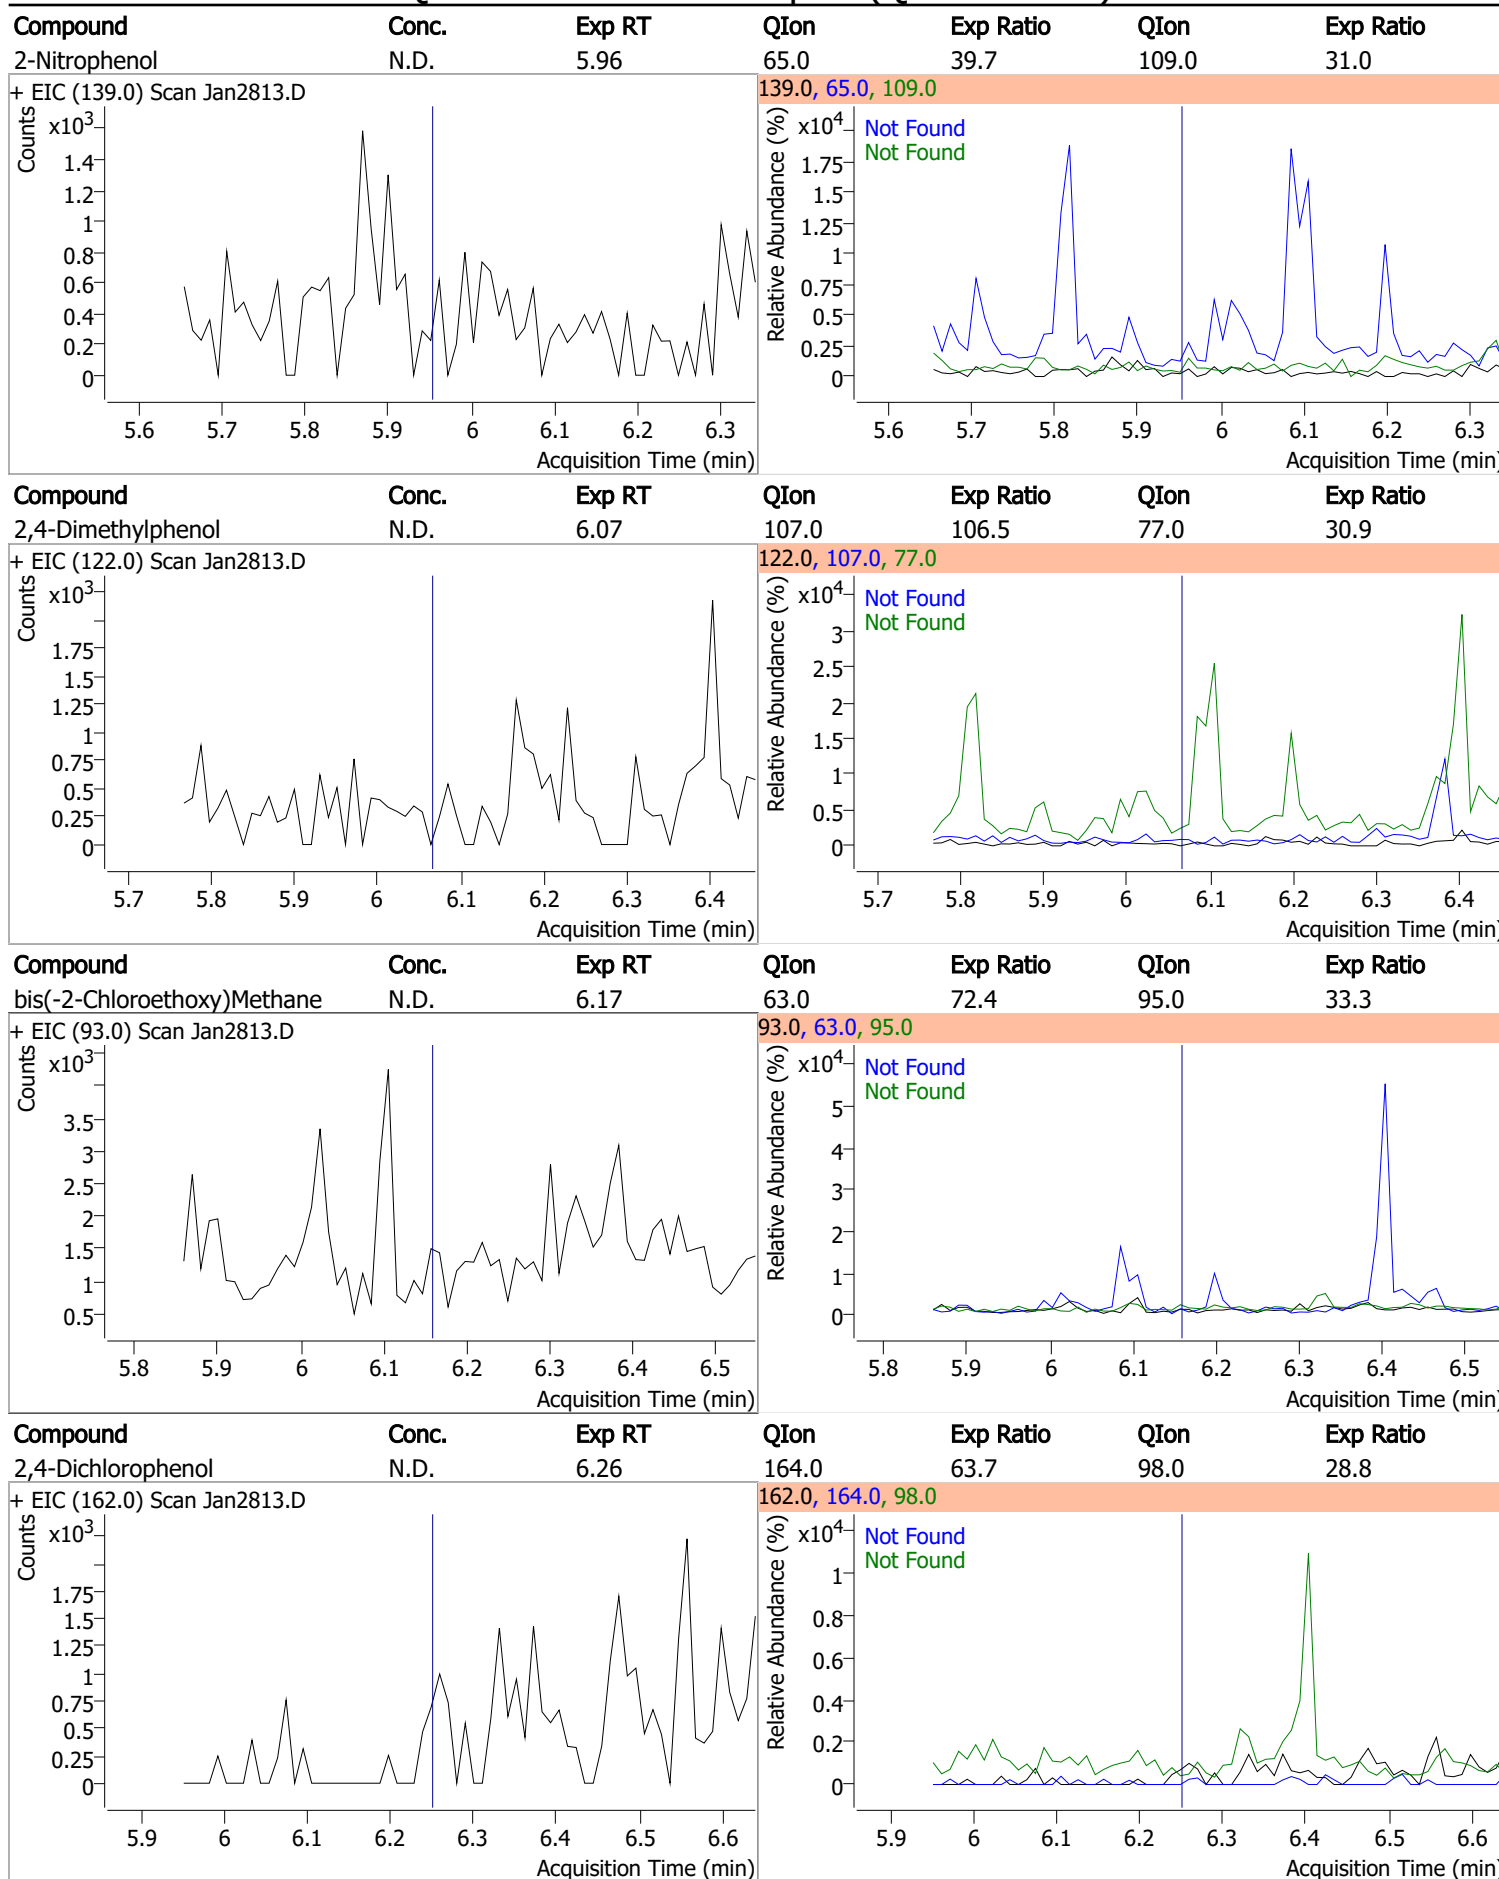 Compound Conc. Exp RT QIon Exp Ratio QIon Exp Ratio
2-Nitrophenol N.D. 5.96 65.0 39.7 109.0 31.0
+ EIC (139.0) Scan Jan2813.D
139.0, 65.0, 109.0
Counts
x10³
1.4
1.2
1
0.8
0.6
0.4
0.2
0
5.6 5.7 5.8 5.9 6 6.1 6.2 6.3
Acquisition Time (min)
Relative Abundance (%)
x10⁴
Not Found
Not Found
1.75
1.5
1.25
1
0.75
0.5
0.25
0
5.6 5.7 5.8 5.9 6 6.1 6.2 6.3
Acquisition Time (min)
Compound Conc. Exp RT QIon Exp Ratio QIon Exp Ratio
2,4-Dimethylphenol N.D. 6.07 107.0 106.5 77.0 30.9
+ EIC (122.0) Scan Jan2813.D
122.0, 107.0, 77.0
Counts
x10³
1.75
1.5
1.25
1
0.75
0.5
0.25
0
5.7 5.8 5.9 6 6.1 6.2 6.3 6.4
Acquisition Time (min)
Relative Abundance (%)
x10⁴
Not Found
Not Found
3
2.5
2
1.5
1
0.5
0
5.7 5.8 5.9 6 6.1 6.2 6.3 6.4
Acquisition Time (min)
Compound Conc. Exp RT QIon Exp Ratio QIon Exp Ratio
bis(-2-Chloroethoxy)Methane N.D. 6.17 63.0 72.4 95.0 33.3
+ EIC (93.0) Scan Jan2813.D
93.0, 63.0, 95.0
Counts
x10³
3.5
3
2.5
2
1.5
1
0.5
5.8 5.9 6 6.1 6.2 6.3 6.4 6.5
Acquisition Time (min)
Relative Abundance (%)
x10⁴
Not Found
Not Found
5
4
3
2
1
0
5.8 5.9 6 6.1 6.2 6.3 6.4 6.5
Acquisition Time (min)
Compound Conc. Exp RT QIon Exp Ratio QIon Exp Ratio
2,4-Dichlorophenol N.D. 6.26 164.0 63.7 98.0 28.8
+ EIC (162.0) Scan Jan2813.D
162.0, 164.0, 98.0
Counts
x10³
1.75
1.5
1.25
1
0.75
0.5
0.25
0
5.9 6 6.1 6.2 6.3 6.4 6.5 6.6
Acquisition Time (min)
Relative Abundance (%)
x10⁴
Not Found
Not Found
1
0.8
0.6
0.4
0.2
0
5.9 6 6.1 6.2 6.3 6.4 6.5 6.6
Acquisition Time (min)